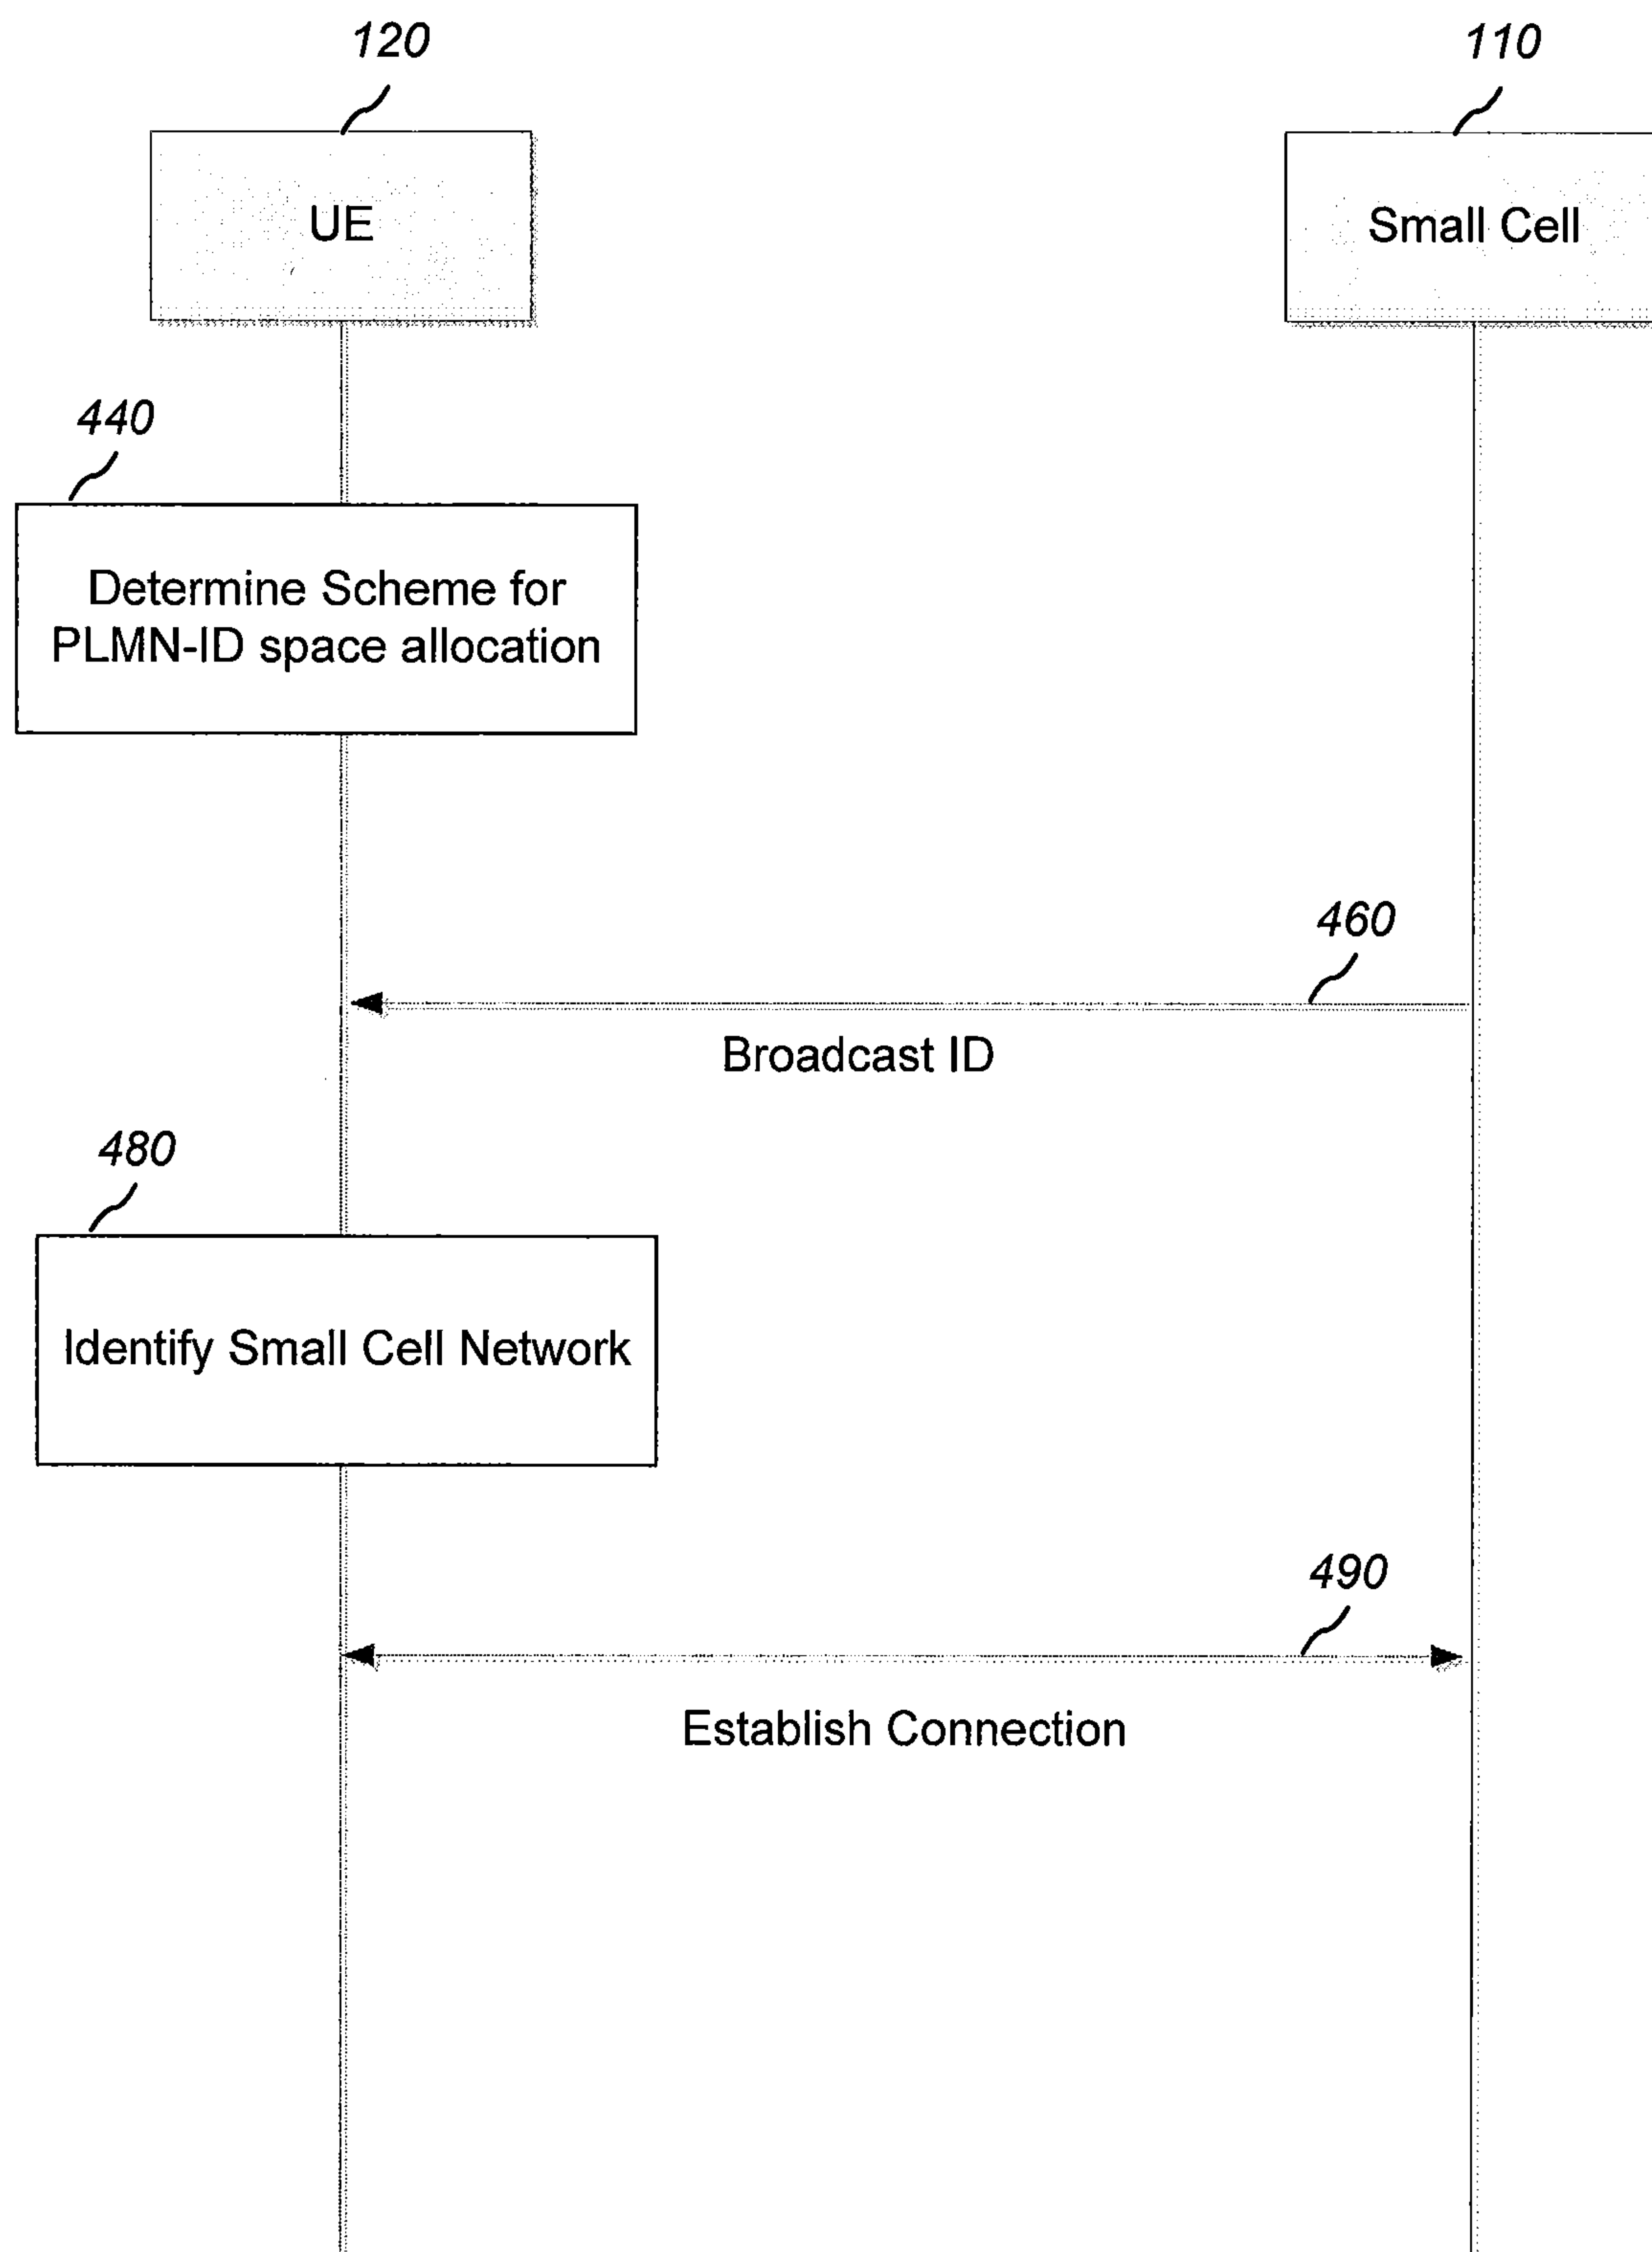 120
110
UE
Small Cell
440
Determine Scheme for
PLMN-ID space allocation
460
Broadcast ID
480
Identify Small Cell Network
490
Establish Connection